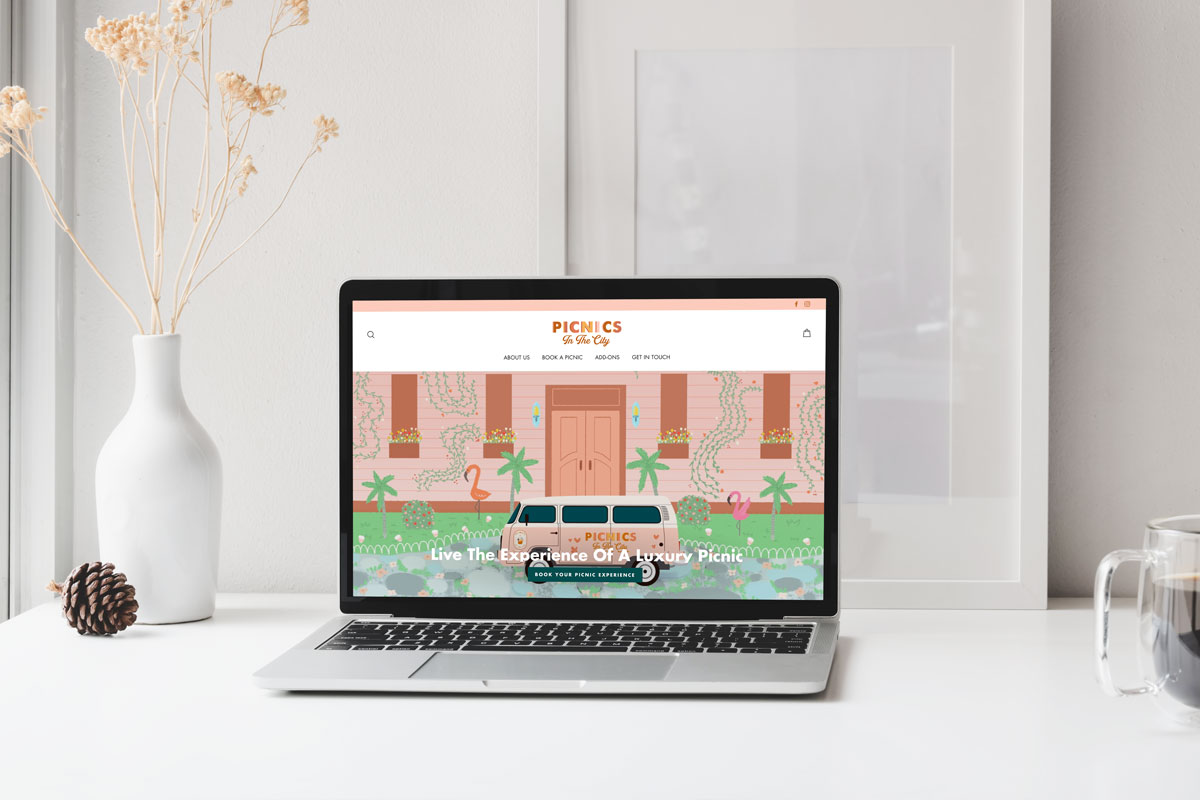 PICNICS
In The City
ABOUT US BOOK A PICNIC ADD-ONS GET IN TOUCH
PICNICS
In The City
Live The Experience Of A Luxury Picnic
BOOK YOUR PICNIC EXPERIENCE